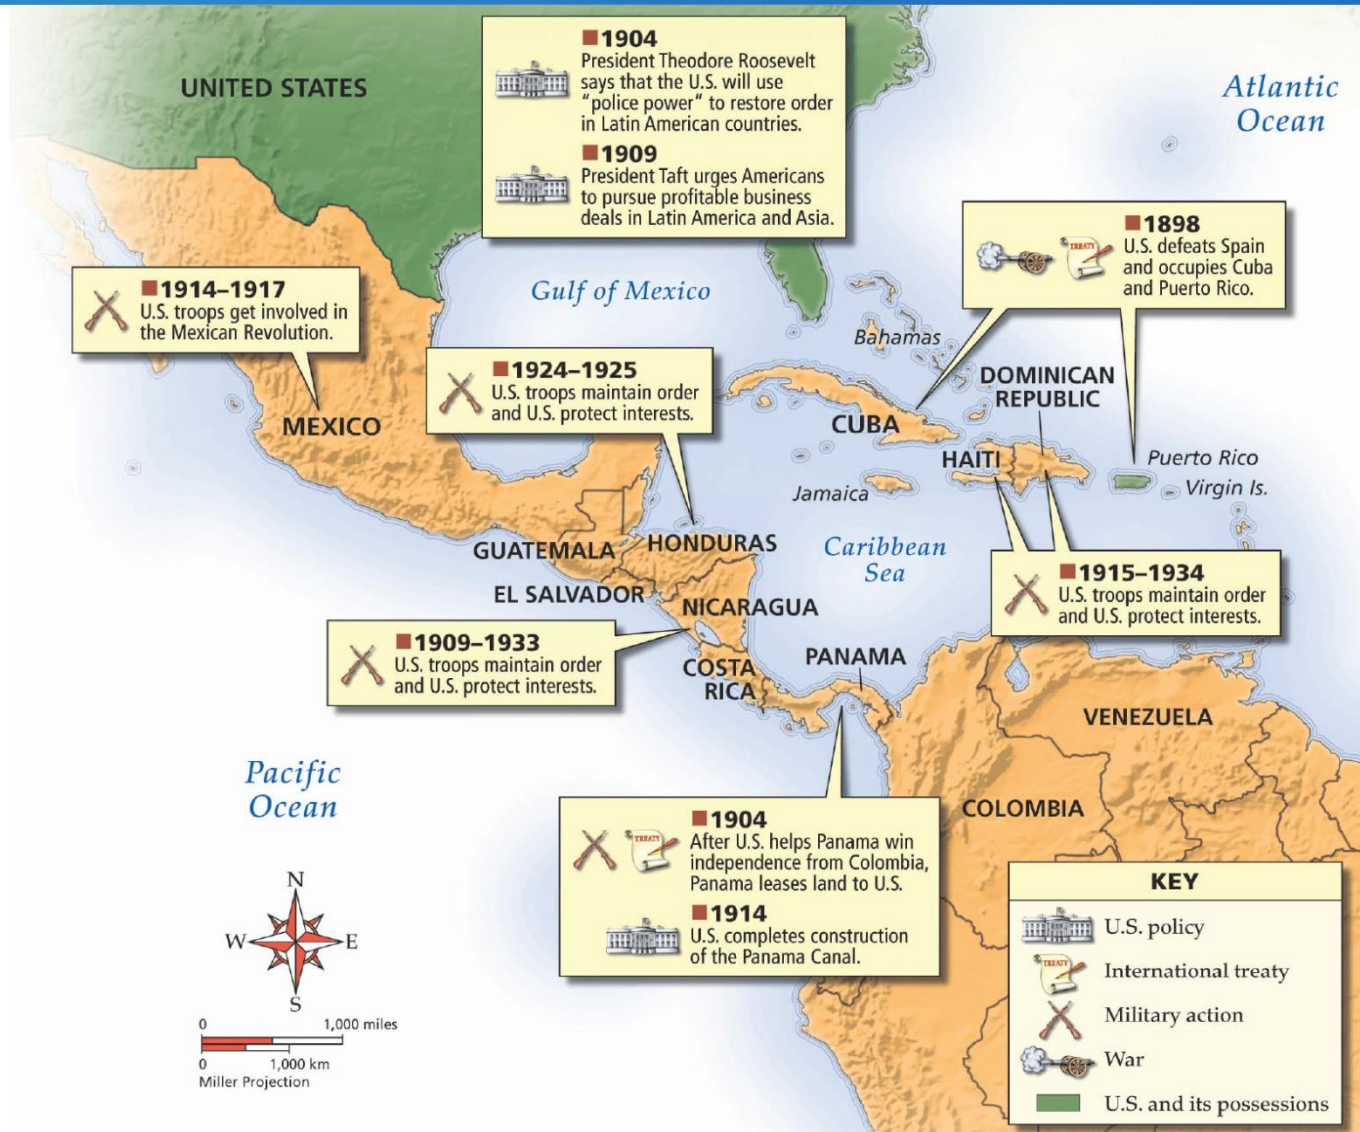 UNITED STATES
1904
President Theodore Roosevelt
says that the U.S. will use
“police power“ to restore order
in Latin American countries.
1909
President Taft urges Americans
to pursue profitable business
deals in Latin America and Asia.
Atlantic
Ocean
1898
U.S. defeats Spain
and occupies Cuba
and Puerto Rico.
TREATY
1914–1917
U.S. troops get involved in
the Mexican Revolution.
Gulf of Mexico
Bahamas
1924–1925
U.S. troops maintain order
and U.S. protect interests.
DOMINICAN
REPUBLIC
MEXICO
CUBA
HAITI
Puerto Rico
Virgin Is.
Jamaica
GUATEMALA
HONDURAS
Caribbean
Sea
EL SALVADOR
NICARAGUA
1915–1934
U.S. troops maintain order
and U.S. protect interests.
1909–1933
U.S. troops maintain order
and U.S. protect interests.
COSTA
RICA
PANAMA
VENEZUELA
Pacific
Ocean
COLOMBIA
1904
After U.S. helps Panama win
independence from Colombia,
Panama leases land to U.S.
TREATY
1914
U.S. completes construction
of the Panama Canal.
N
W
E
S
0 1,000 miles
0 1,000 km
Miller Projection
KEY
U.S. policy
TREATY
International treaty
Military action
War
U.S. and its possessions